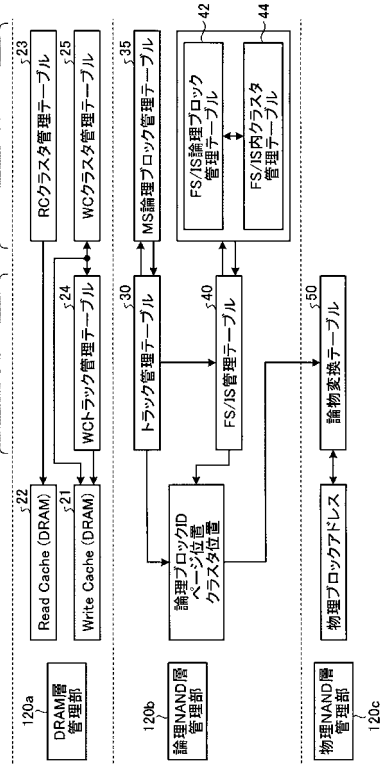 23
RCクラスタ管理テーブル
25
WCクラスタ管理テーブル
24
WCトラック管理テーブル
22
Read Cache (DRAM)
21
Write Cache (DRAM)
120a
DRAM層
管理部
35
MS論理ブロック管理テーブル
42
FS/IS論理ブロック
管理テーブル
44
FS/IS内クラスタ
管理テーブル
30
トラック管理テーブル
40
FS/IS管理テーブル
論理ブロックID
ページ位置
クラスタ位置
120b
論理NAND層
管理部
50
論物変換テーブル
物理ブロックアドレス
物理NAND層
管理部
120c